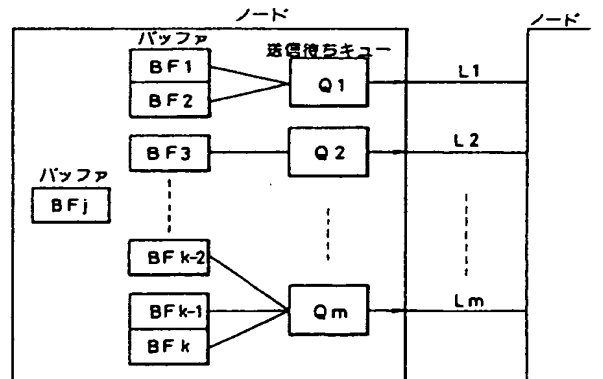 ノード
ノード
バッファ
送信待ちキュー
BF1
Q1
L1
BF2
BF3
Q2
L2
バッファ
BFj
BFk-2
BFk-1
Qm
Lm
BFk